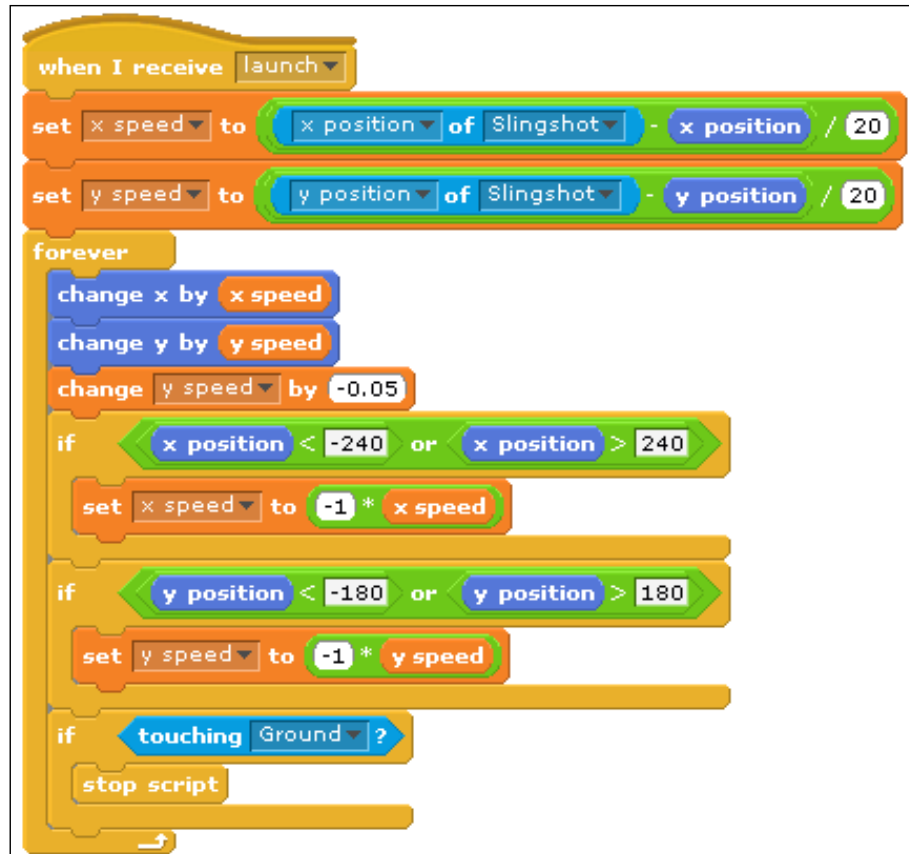 when I receive launch
set x speed to x position of Slingshot - x position / 20
set y speed to y position of Slingshot - y position / 20
forever
change x by x speed
change y by y speed
change y speed by -0.05
if x position < -240 or x position > 240
set x speed to -1 * x speed
if y position < -180 or y position > 180
set y speed to -1 * y speed
if touching Ground ?
stop script